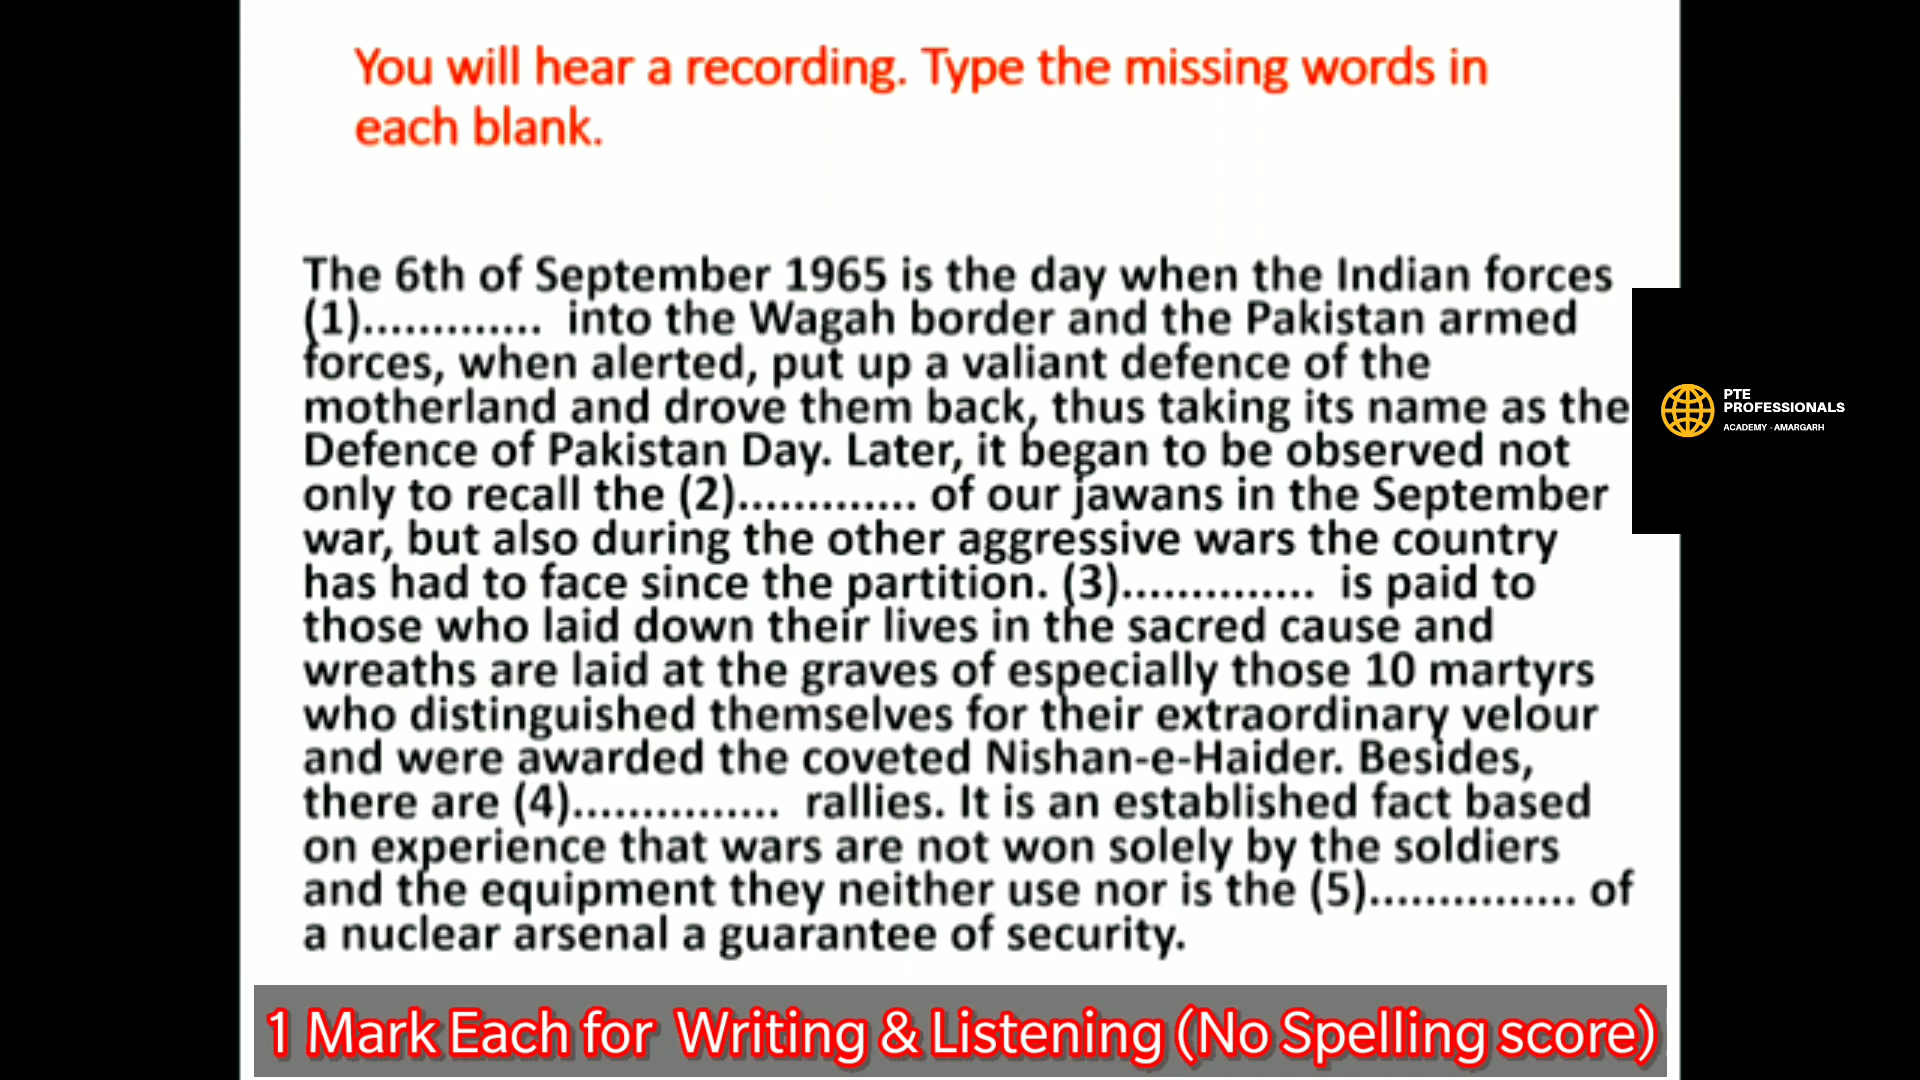 You will hear a recording. Type the missing words in
each blank.
The 6th of September 1965 is the day when the Indian forces
(1).............. into the Wagah border and the Pakistan armed
forces, when alerted, put up a valiant defence of the
motherland and drove them back, thus taking its name as the
Defence of Pakistan Day. Later, it began to be observed not
only to recall the (2)............. of our jawans in the September
war, but also during the other aggressive wars the country
has had to face since the partition. (3).............. is paid to
those who laid down their lives in the sacred cause and
wreaths are laid at the graves of especially those 10 martyrs
who distinguished themselves for their extraordinary velour
and were awarded the coveted Nishan-e-Haider. Besides,
there are (4)............... rallies. It is an established fact based
on experience that wars are not won solely by the soldiers
and the equipment they neither use nor is the (5)............... of
a nuclear arsenal a guarantee of security.
PTE
PROFESSIONALS
ACADEMY - AMARGARH
1 Mark Each for Writing & Listening (No Spelling score)